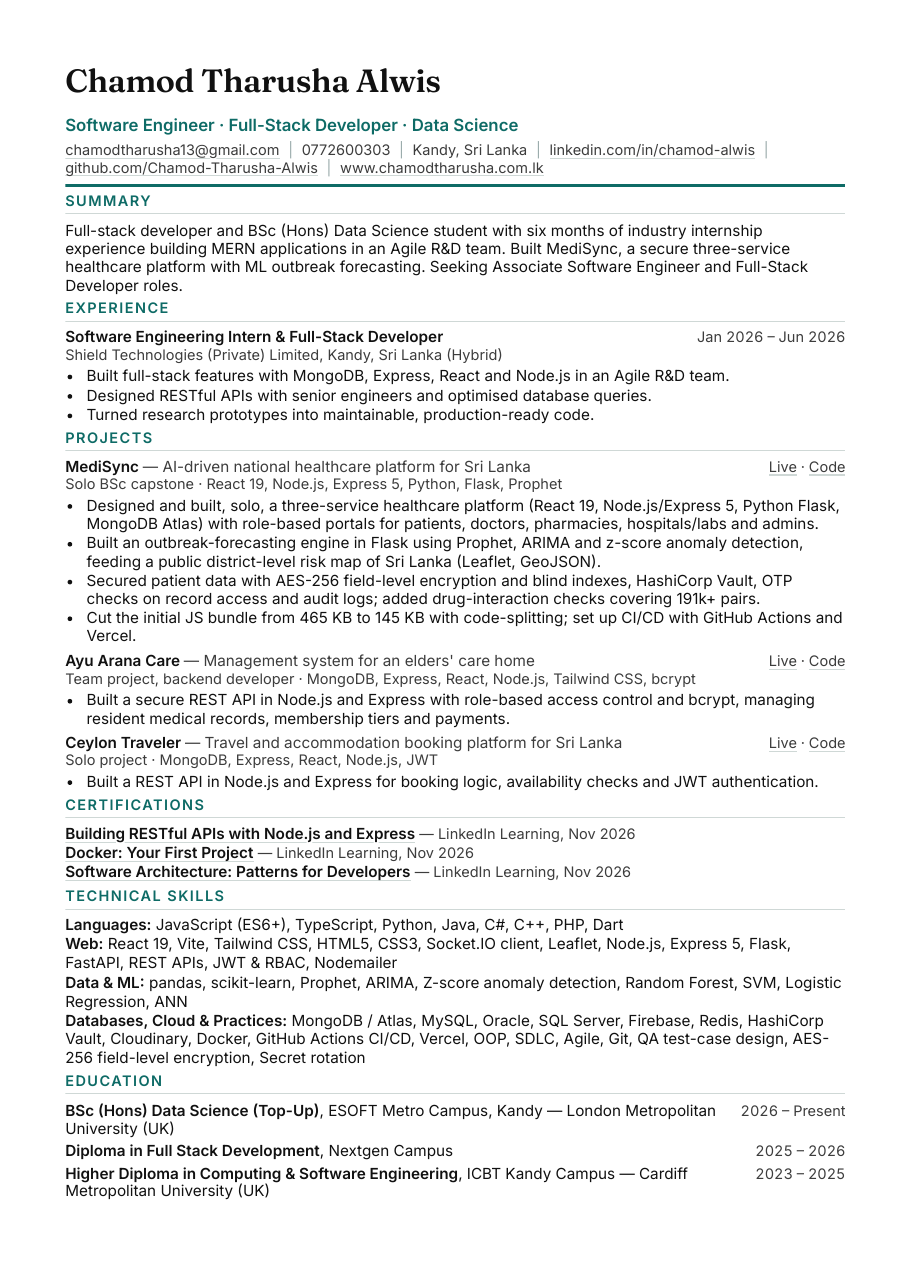 Chamod Tharusha Alwis
Software Engineer · Full-Stack Developer · Data Science
chamodtharusha13@gmail.com | 0772600303 | Kandy, Sri Lanka | linkedin.com/in/chamod-alwis |
github.com/Chamod-Tharusha-Alwis | www.chamodtharusha.com.lk
SUMMARY
Full-stack developer and BSc (Hons) Data Science student with six months of industry internship
experience building MERN applications in an Agile R&D team. Built MediSync, a secure three-service
healthcare platform with ML outbreak forecasting. Seeking Associate Software Engineer and Full-Stack
Developer roles.
EXPERIENCE
Software Engineering Intern & Full-Stack Developer Jan 2026 – Jun 2026
Shield Technologies (Private) Limited, Kandy, Sri Lanka (Hybrid)
• Built full-stack features with MongoDB, Express, React and Node.js in an Agile R&D team.
• Designed RESTful APIs with senior engineers and optimised database queries.
• Turned research prototypes into maintainable, production-ready code.
PROJECTS
MediSync — AI-driven national healthcare platform for Sri Lanka Live · Code
Solo BSc capstone · React 19, Node.js, Express 5, Python, Flask, Prophet
• Designed and built, solo, a three-service healthcare platform (React 19, Node.js/Express 5, Python Flask,
MongoDB Atlas) with role-based portals for patients, doctors, pharmacies, hospitals/labs and admins.
• Built an outbreak-forecasting engine in Flask using Prophet, ARIMA and z-score anomaly detection,
feeding a public district-level risk map of Sri Lanka (Leaflet, GeoJSON).
• Secured patient data with AES-256 field-level encryption and blind indexes, HashiCorp Vault, OTP
checks on record access and audit logs; added drug-interaction checks covering 191k+ pairs.
• Cut the initial JS bundle from 465 KB to 145 KB with code-splitting; set up CI/CD with GitHub Actions and
Vercel.
Ayu Arana Care — Management system for an elders' care home Live · Code
Team project, backend developer · MongoDB, Express, React, Node.js, Tailwind CSS, bcrypt
• Built a secure REST API in Node.js and Express with role-based access control and bcrypt, managing
resident medical records, membership tiers and payments.
Ceylon Traveler — Travel and accommodation booking platform for Sri Lanka Live · Code
Solo project · MongoDB, Express, React, Node.js, JWT
• Built a REST API in Node.js and Express for booking logic, availability checks and JWT authentication.
CERTIFICATIONS
Building RESTful APIs with Node.js and Express — LinkedIn Learning, Nov 2026
Docker: Your First Project — LinkedIn Learning, Nov 2026
Software Architecture: Patterns for Developers — LinkedIn Learning, Nov 2026
TECHNICAL SKILLS
Languages: JavaScript (ES6+), TypeScript, Python, Java, C#, C++, PHP, Dart
Web: React 19, Vite, Tailwind CSS, HTML5, CSS3, Socket.IO client, Leaflet, Node.js, Express 5, Flask,
FastAPI, REST APIs, JWT & RBAC, Nodemailer
Data & ML: pandas, scikit-learn, Prophet, ARIMA, Z-score anomaly detection, Random Forest, SVM, Logistic
Regression, ANN
Databases, Cloud & Practices: MongoDB / Atlas, MySQL, Oracle, SQL Server, Firebase, Redis, HashiCorp
Vault, Cloudinary, Docker, GitHub Actions CI/CD, Vercel, OOP, SDLC, Agile, Git, QA test-case design, AES-
256 field-level encryption, Secret rotation
EDUCATION
BSc (Hons) Data Science (Top-Up), ESOFT Metro Campus, Kandy — London Metropolitan 2026 – Present
University (UK)
Diploma in Full Stack Development, Nextgen Campus 2025 – 2026
Higher Diploma in Computing & Software Engineering, ICBT Kandy Campus — Cardiff 2023 – 2025
Metropolitan University (UK)